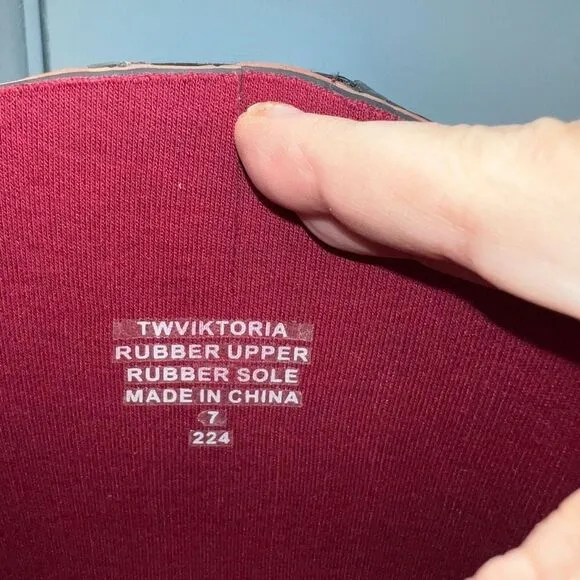 TWVIKTORIA
RUBBER UPPER
RUBBER SOLE
MADE IN CHINA
7
224